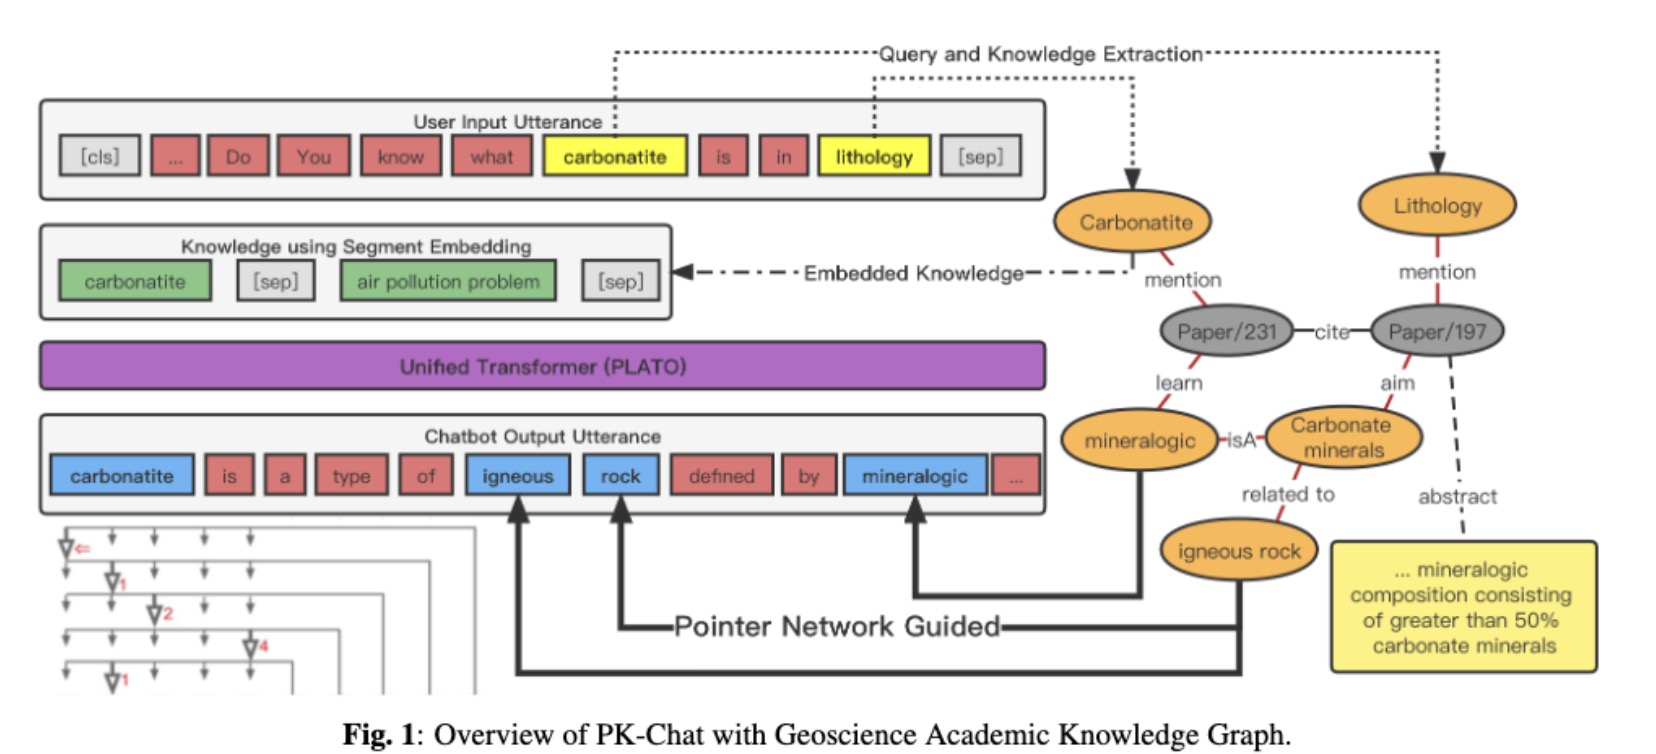 Query and Knowledge Extraction
User Input Utterance
[cls] ... Do You know what carbonatite is in lithology [sep]
Carbonatite
Lithology
Knowledge using Segment Embedding
carbonatite [sep] air pollution problem [sep]
Embedded Knowledge
mention
mention
Paper/231
cite
Paper/197
Unified Transformer (PLATO)
learn
aim
Chatbot Output Utterance
carbonatite is a type of igneous rock defined by mineralogic ...
mineralogic
isA
Carbonate
minerals
related to
abstract
igneous rock
⇐
1
2
4
1
Pointer Network Guided
... mineralogic
composition consisting
of greater than 50%
carbonate minerals
Fig. 1: Overview of PK-Chat with Geoscience Academic Knowledge Graph.